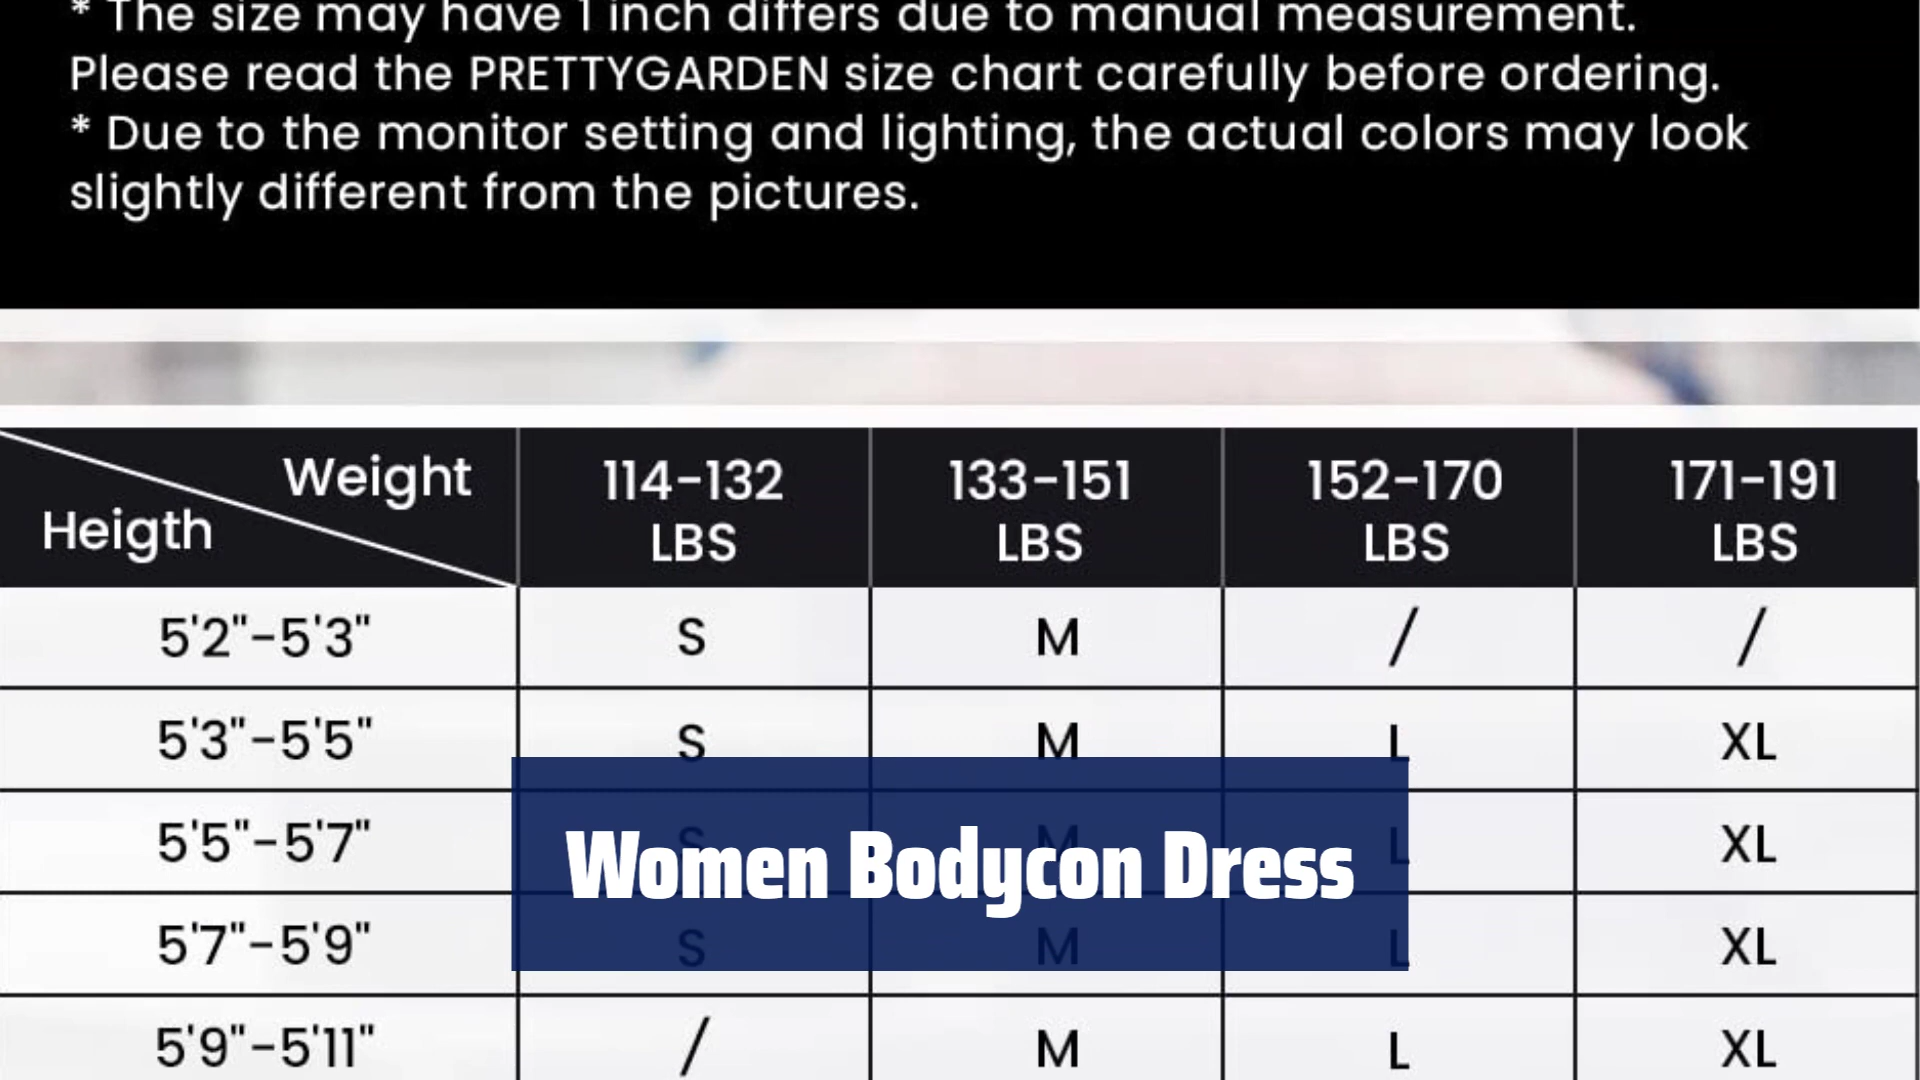 * The size may have 1 inch differs due to manual measurement.
Please read the PRETTYGARDEN size chart carefully before ordering.
* Due to the monitor setting and lighting, the actual colors may look
slightly different from the pictures.
Weight
Heigth
114-132 LBS
133-151 LBS
152-170 LBS
171-191 LBS
5'2"-5'3" S M / /
5'3"-5'5" S M L XL
5'5"-5'7" S M L XL
Women Bodycon Dress
5'7"-5'9" S M L XL
5'9"-5'11" / M L XL